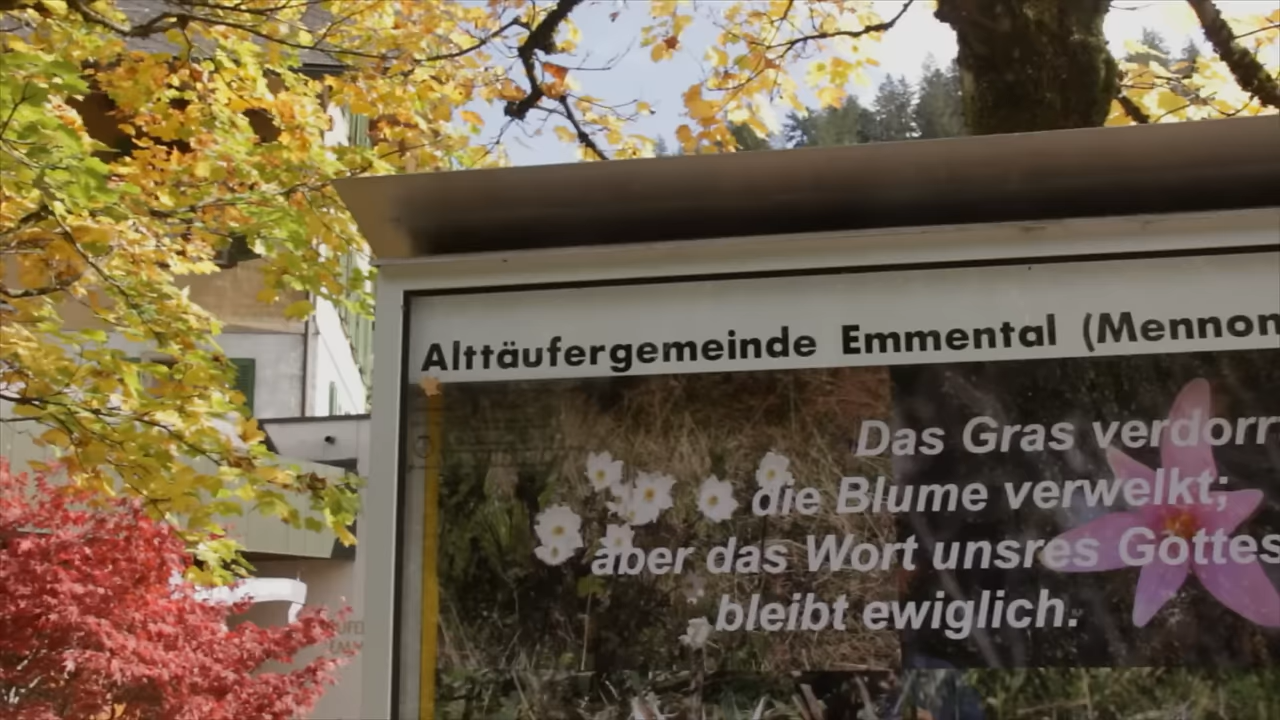 Alttäufergemeinde Emmental (Mennon
Das Gras verdorr
die Blume verwelkt;
aber das Wort unsres Gottes
bleibt ewiglich.